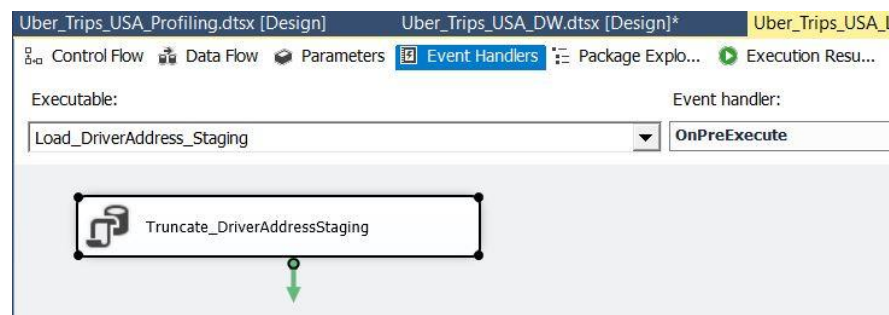 Uber_Trips_USA_Profiling.dtsx [Design] Uber_Trips_USA_DW.dtsx [Design]* Uber_Trips_USA_L
Control Flow Data Flow Parameters Event Handlers Package Explo... Execution Resu...
Executable: Event handler:
Load_DriverAddress_Staging OnPreExecute
Truncate_DriverAddressStaging